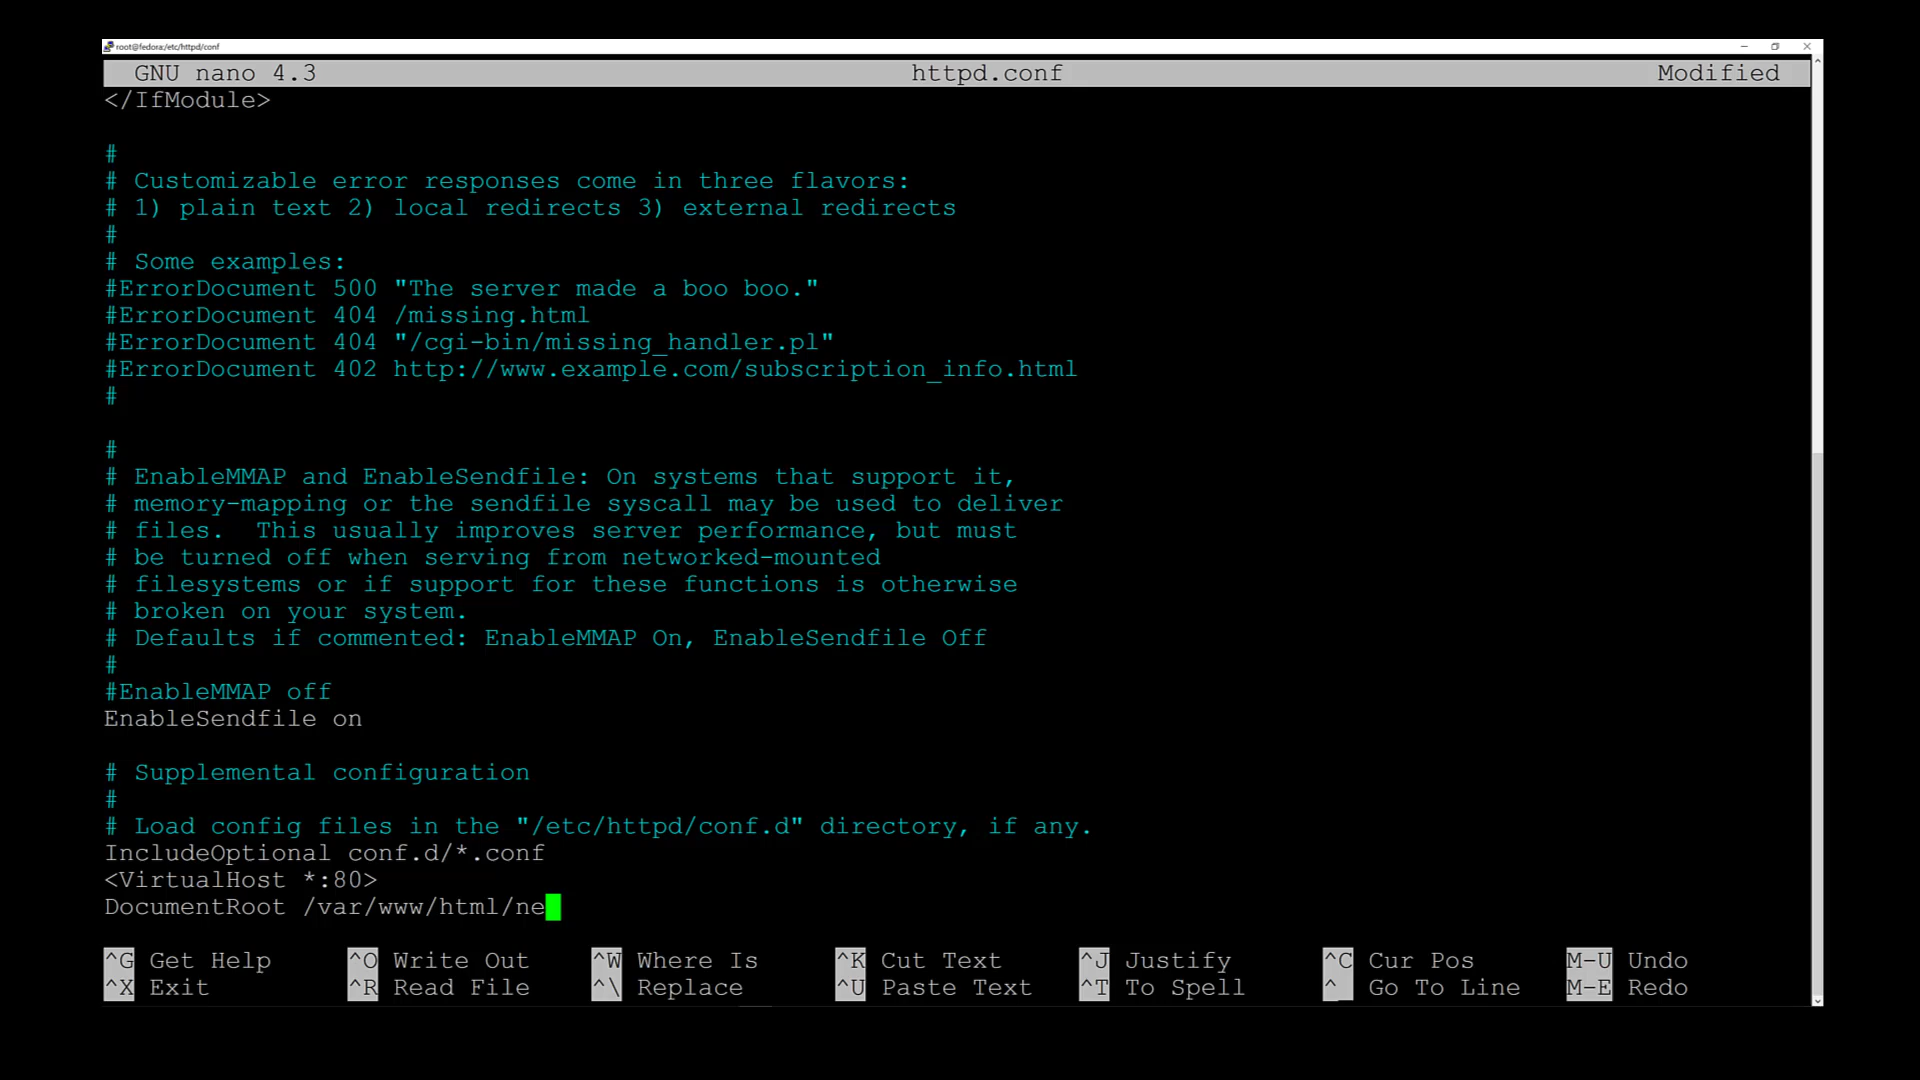 root@fedora:/etc/httpd/conf
GNU nano 4.3 httpd.conf Modified
</IfModule>
#
# Customizable error responses come in three flavors:
# 1) plain text 2) local redirects 3) external redirects
#
# Some examples:
#ErrorDocument 500 "The server made a boo boo."
#ErrorDocument 404 /missing.html
#ErrorDocument 404 "/cgi-bin/missing_handler.pl"
#ErrorDocument 402 http://www.example.com/subscription_info.html
#
#
# EnableMMAP and EnableSendfile: On systems that support it,
# memory-mapping or the sendfile syscall may be used to deliver
# files.  This usually improves server performance, but must
# be turned off when serving from networked-mounted
# filesystems or if support for these functions is otherwise
# broken on your system.
# Defaults if commented: EnableMMAP On, EnableSendfile Off
#
#EnableMMAP off
EnableSendfile on
# Supplemental configuration
#
# Load config files in the "/etc/httpd/conf.d" directory, if any.
IncludeOptional conf.d/*.conf
<VirtualHost *:80>
DocumentRoot /var/www/html/ne
^G Get Help ^O Write Out ^W Where Is ^K Cut Text ^J Justify ^C Cur Pos M-U Undo
^X Exit ^R Read File ^\ Replace ^U Paste Text ^T To Spell ^_ Go To Line M-E Redo